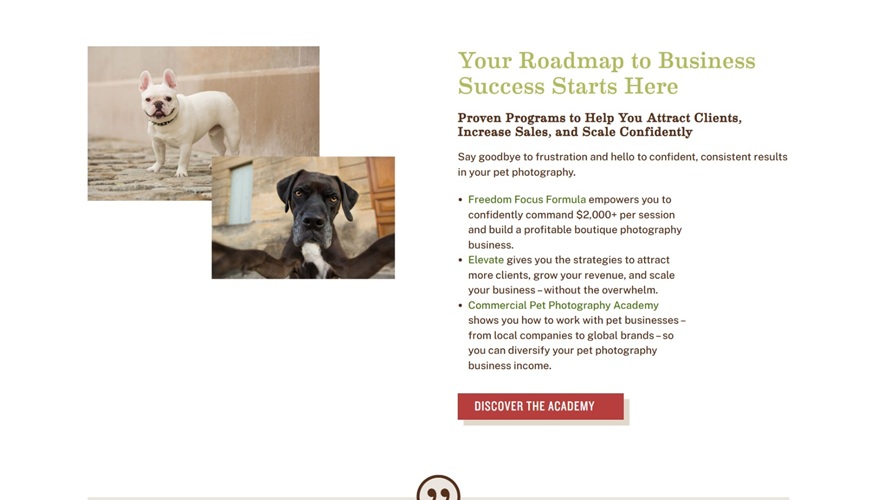 Your Roadmap to Business
Success Starts Here
Proven Programs to Help You Attract Clients,
Increase Sales, and Scale Confidently
Say goodbye to frustration and hello to confident, consistent results
in your pet photography.
• Freedom Focus Formula empowers you to
confidently command $2,000+ per session
and build a profitable boutique photography
business.
• Elevate gives you the strategies to attract
more clients, grow your revenue, and scale
your business – without the overwhelm.
• Commercial Pet Photography Academy
shows you how to work with pet businesses –
from local companies to global brands – so
you can diversify your pet photography
business income.
DISCOVER THE ACADEMY